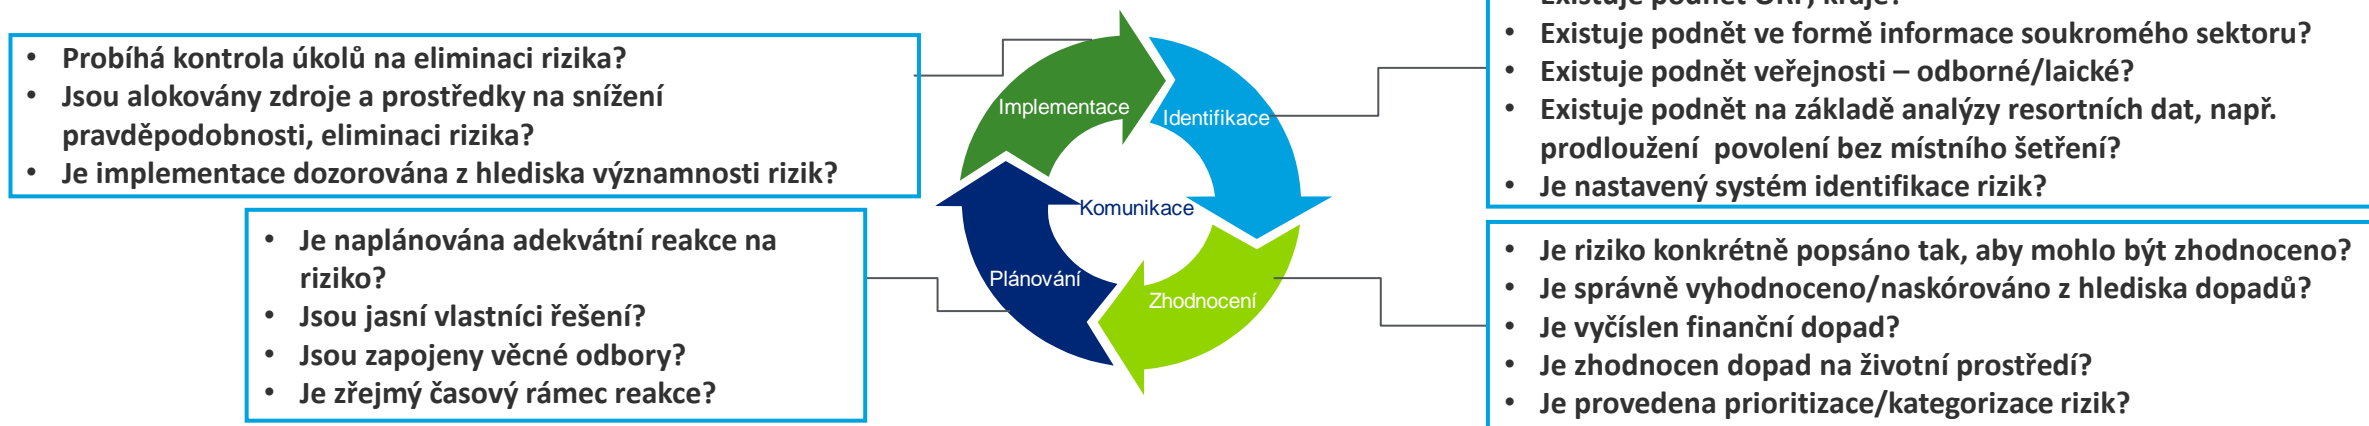 • Probíhá kontrola úkolů na eliminaci rizika?
• Jsou alokovány zdroje a prostředky na snížení
pravděpodobnosti, eliminaci rizika?
• Je implementace dozorována z hlediska významnosti rizik?
• Je naplánována adekvátní reakce na
riziko?
• Jsou jasní vlastníci řešení?
• Jsou zapojeny věcné odbory?
• Je zřejmý časový rámec reakce?
Implementace
Identifikace
Komunikace
Plánování
Zhodnocení
Existuje podnět ORP, kraje?
• Existuje podnět ve formě informace soukromého sektoru?
• Existuje podnět veřejnosti – odborné/laické?
• Existuje podnět na základě analýzy resortních dat, např.
prodloužení povolení bez místního šetření?
• Je nastavený systém identifikace rizik?
• Je riziko konkrétně popsáno tak, aby mohlo být zhodnoceno?
• Je správně vyhodnoceno/naskórováno z hlediska dopadů?
• Je vyčíslen finanční dopad?
• Je zhodnocen dopad na životní prostředí?
• Je provedena prioritizace/kategorizace rizik?